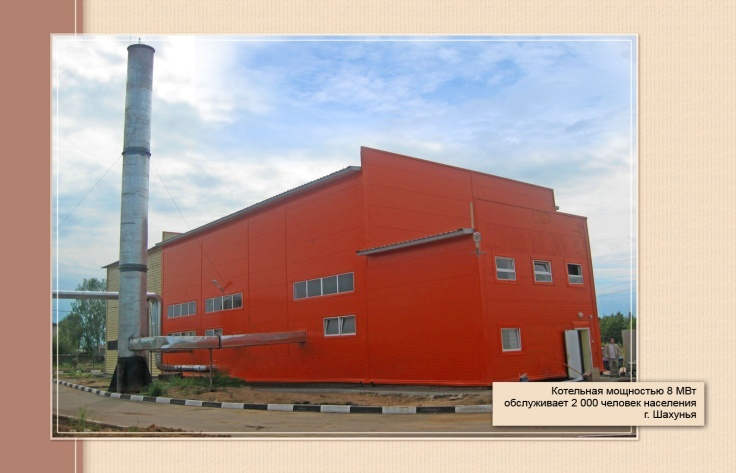 Котельная мощностью 8 МВт
обслуживает 2 000 человек населения
г. Шахунья